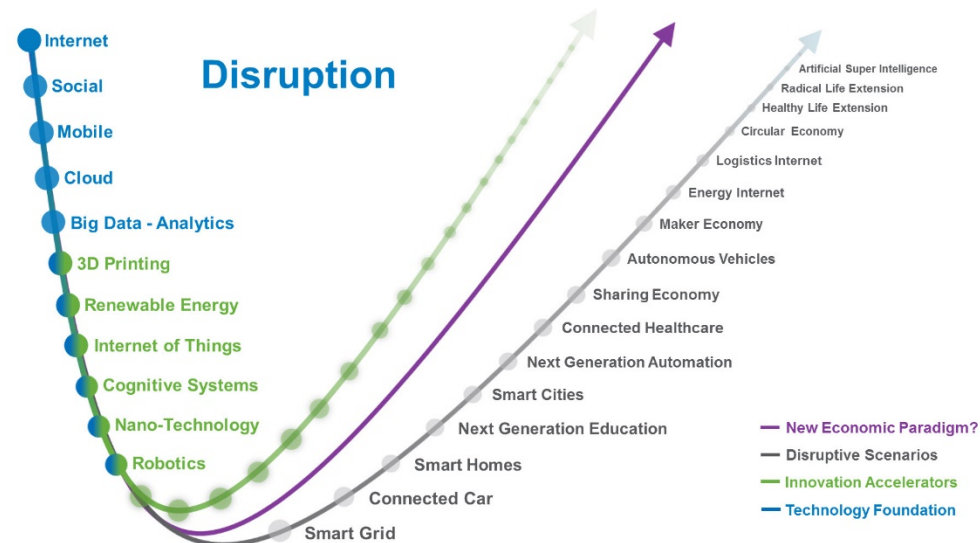 Disruption
Internet
Social
Mobile
Cloud
Big Data - Analytics
3D Printing
Renewable Energy
Internet of Things
Cognitive Systems
Nano-Technology
Robotics
Artificial Super Intelligence
Radical Life Extension
Healthy Life Extension
Circular Economy
Logistics Internet
Energy Internet
Maker Economy
Autonomous Vehicles
Sharing Economy
Connected Healthcare
Next Generation Automation
Smart Cities
Next Generation Education
Smart Homes
Connected Car
Smart Grid
New Economic Paradigm?
Disruptive Scenarios
Innovation Accelerators
Technology Foundation